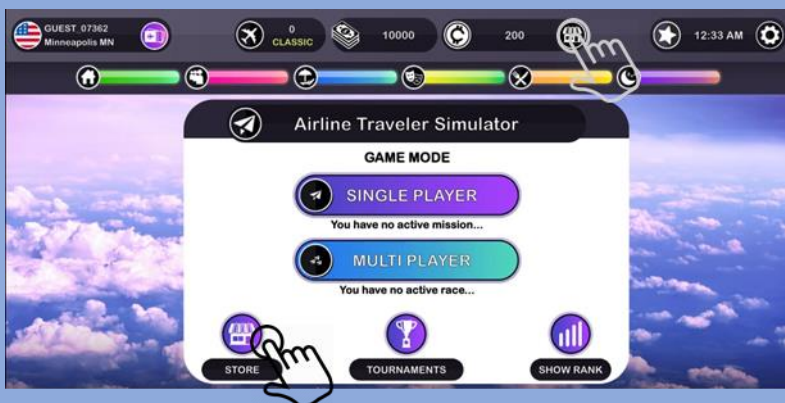 GUEST_07362
Minneapolis MN
0
CLASSIC
10000
200
12:33 AM
Airline Traveler Simulator
GAME MODE
SINGLE PLAYER
You have no active mission...
MULTI PLAYER
You have no active race...
STORE
TOURNAMENTS
SHOW RANK